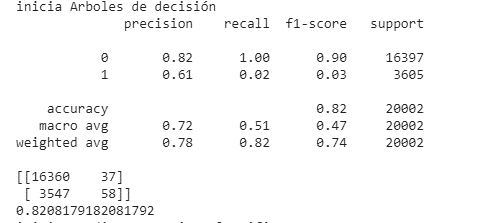 inicia Arboles de decisión
precision recall f1-score support
0 0.82 1.00 0.90 16397
1 0.61 0.02 0.03 3605
accuracy 0.82 20002
macro avg 0.72 0.51 0.47 20002
weighted avg 0.78 0.82 0.74 20002
[[16360 37]
[ 3547 58]]
0.8208179182081792